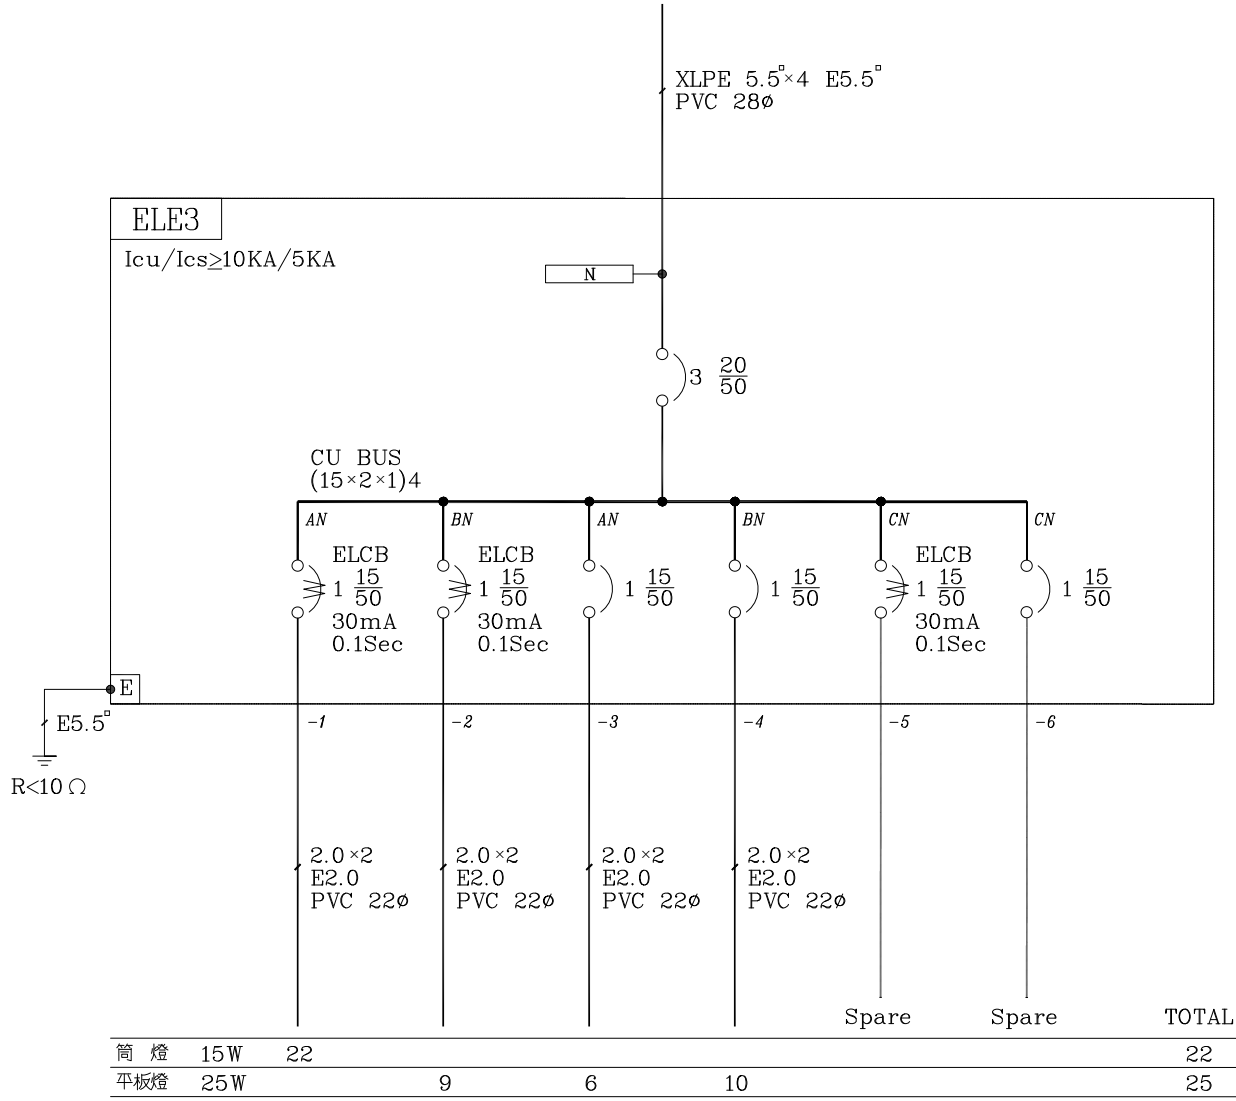 XLPE 5.5□×4 E5.5□
PVC 28ø
ELE3
Icu/Ics≥10KA/5KA
N
3 20/50
CU BUS
(15×2×1)4
AN BN AN BN CN CN
ELCB ELCB ELCB
1 15/50 1 15/50 1 15/50 1 15/50 1 15/50 1 15/50
30mA 30mA 30mA
0.1Sec 0.1Sec 0.1Sec
E
E5.5□
R<10Ω
-1 -2 -3 -4 -5 -6
2.0×2 2.0×2 2.0×2 2.0×2
E2.0 E2.0 E2.0 E2.0
PVC 22ø PVC 22ø PVC 22ø PVC 22ø
Spare Spare TOTAL
筒 燈 15W 22 22
平板燈 25W 9 6 10 25